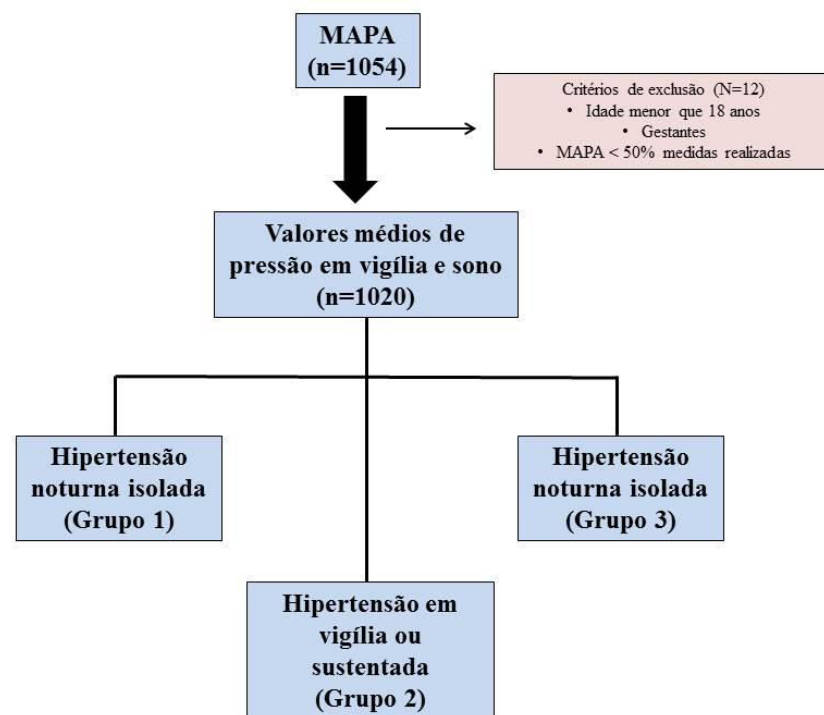 MAPA
(n=1054)
Critérios de exclusão (N=12)
• Idade menor que 18 anos
• Gestantes
• MAPA < 50% medidas realizadas
Valores médios de
pressão em vigília e sono
(n=1020)
Hipertensão
noturna isolada
(Grupo 1)
Hipertensão
noturna isolada
(Grupo 3)
Hipertensão em
vigília ou
sustentada
(Grupo 2)